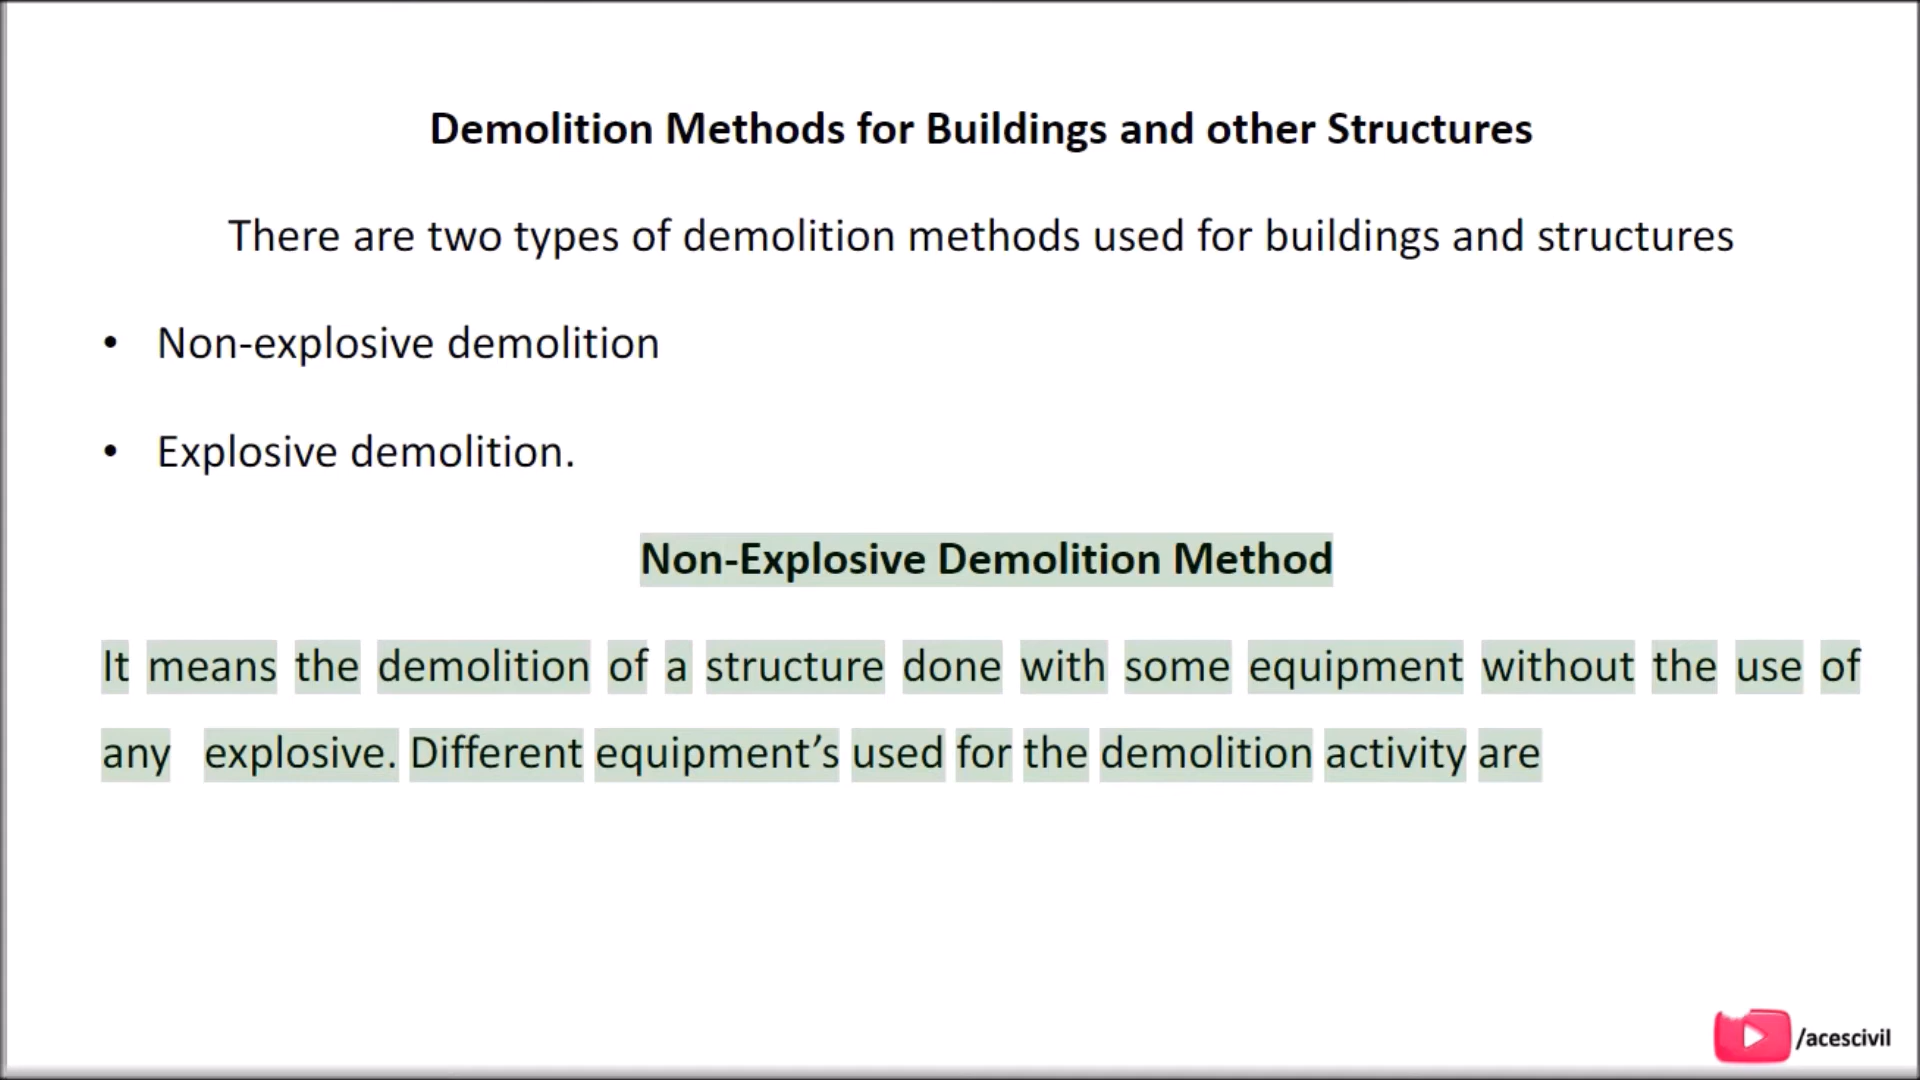 Demolition Methods for Buildings and other Structures
There are two types of demolition methods used for buildings and structures
• Non-explosive demolition
• Explosive demolition.
Non-Explosive Demolition Method
It means the demolition of a structure done with some equipment without the use of
any explosive. Different equipment’s used for the demolition activity are
/acescivil